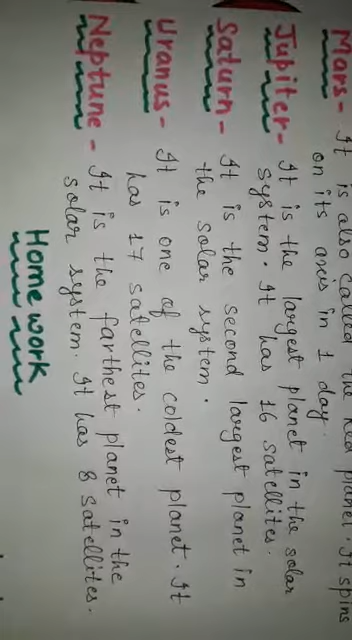 Mars - It is also called the Red planet. It spins
on its axis in 1 day.
Jupiter - It is the largest planet in the solar
system. It has 16 satellites.
Saturn - It is the second largest planet in
the solar system.
Uranus - It is one of the coldest planet. It
has 17 satellites.
Neptune - It is the farthest planet in the
solar system. It has 8 satellites.
Home work